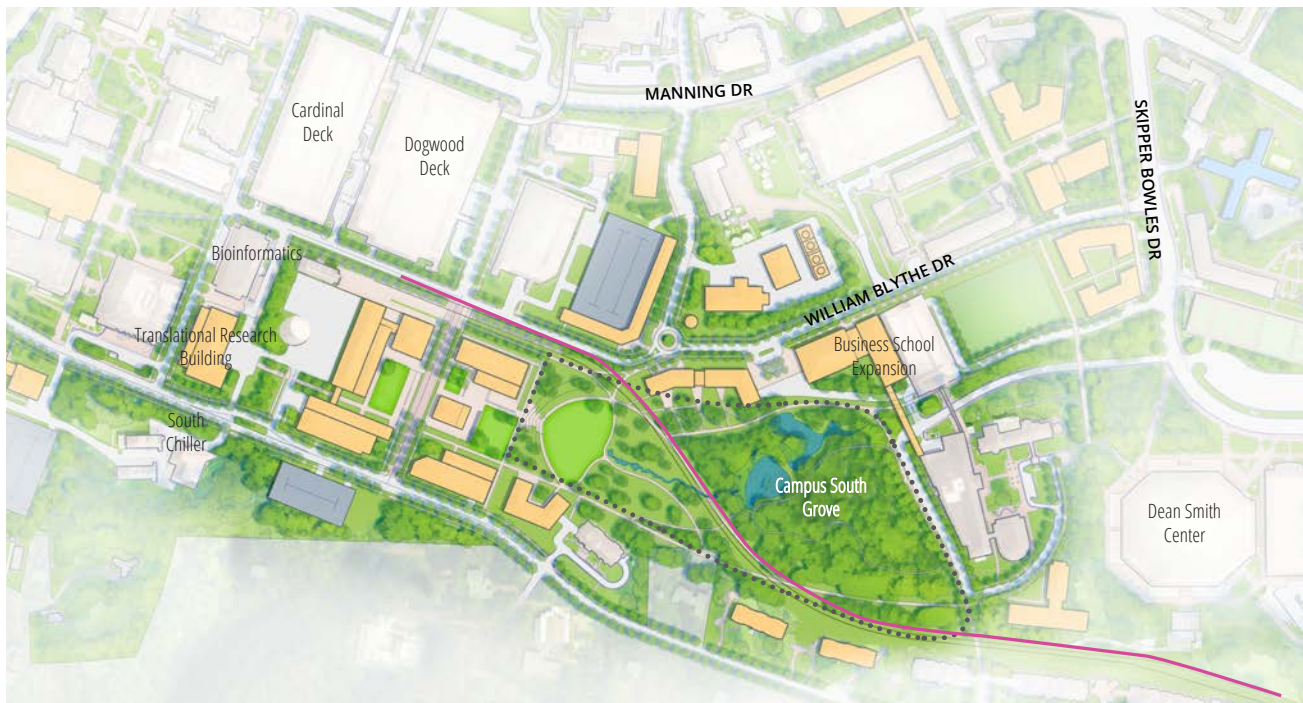 MANNING DR
SKIPPER BOWLES DR
Cardinal
Deck
Dogwood
Deck
Bioinformatics
WILLIAM BLYTHE DR
Translational Research
Building
Business School
Expansion
South
Chiller
Campus South
Grove
Dean Smith
Center